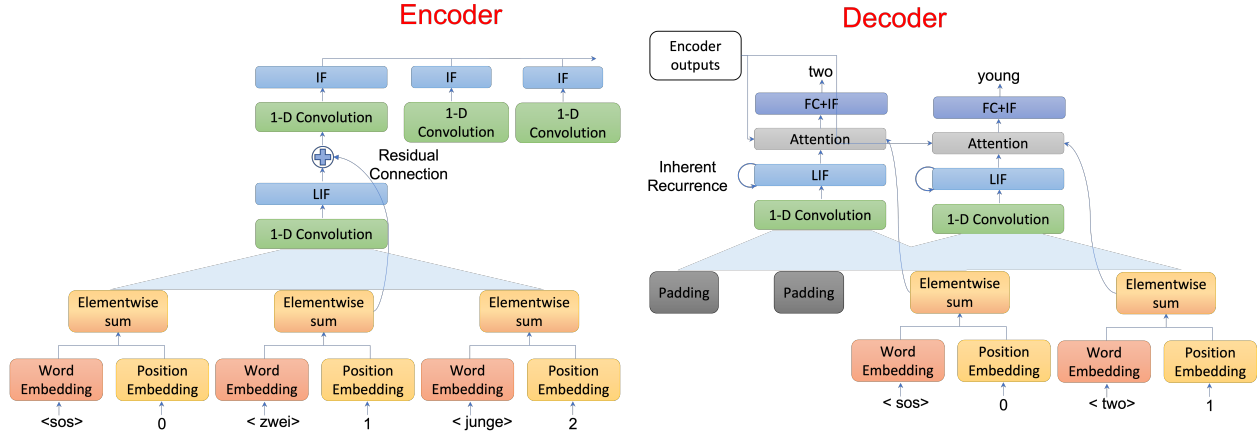 Encoder
IF
IF
IF
1-D Convolution
1-D
Convolution
1-D
Convolution
Residual
Connection
LIF
1-D Convolution
Elementwise
sum
Elementwise
sum
Elementwise
sum
Word
Embedding
Position
Embedding
Word
Embedding
Position
Embedding
Word
Embedding
Position
Embedding
<sos>
0
< zwei>
1
< junge>
2
Decoder
Encoder
outputs
two
young
FC+IF
FC+IF
Attention
Attention
Inherent
Recurrence
LIF
LIF
1-D Convolution
1-D Convolution
Padding
Padding
Elementwise
sum
Elementwise
sum
Word
Embedding
Position
Embedding
Word
Embedding
Position
Embedding
< sos>
0
< two>
1